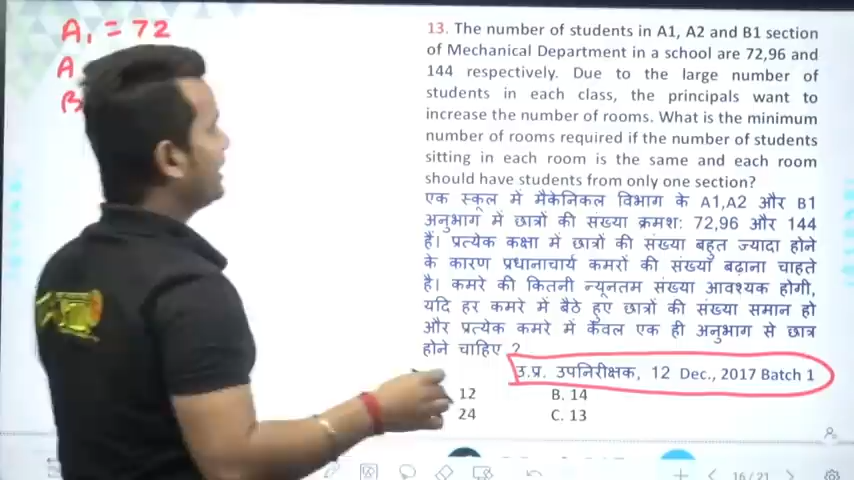 A₁ = 72
A
B
13. The number of students in A1, A2 and B1 section
of Mechanical Department in a school are 72,96 and
144 respectively. Due to the large number of
students in each class, the principals want to
increase the number of rooms. What is the minimum
number of rooms required if the number of students
sitting in each room is the same and each room
should have students from only one section?
एक स्कूल में मैकेनिकल विभाग के A1,A2 और B1
अनुभाग में छात्रों की संख्या क्रमश: 72,96 और 144
हैं। प्रत्येक कक्षा में छात्रों की संख्या बहुत ज्यादा होने
के कारण प्रधानाचार्य कमरों की संख्या बढ़ाना चाहते
है। कमरे की कितनी न्यूनतम संख्या आवश्यक होगी,
यदि हर कमरे में बैठे हुए छात्रों की संख्या समान हो
और प्रत्येक कमरे में केवल एक ही अनुभाग से छात्र
होने चाहिए ?
उ.प्र. उपनिरीक्षक, 12 Dec., 2017 Batch 1
12 B. 14
24 C. 13
16/21